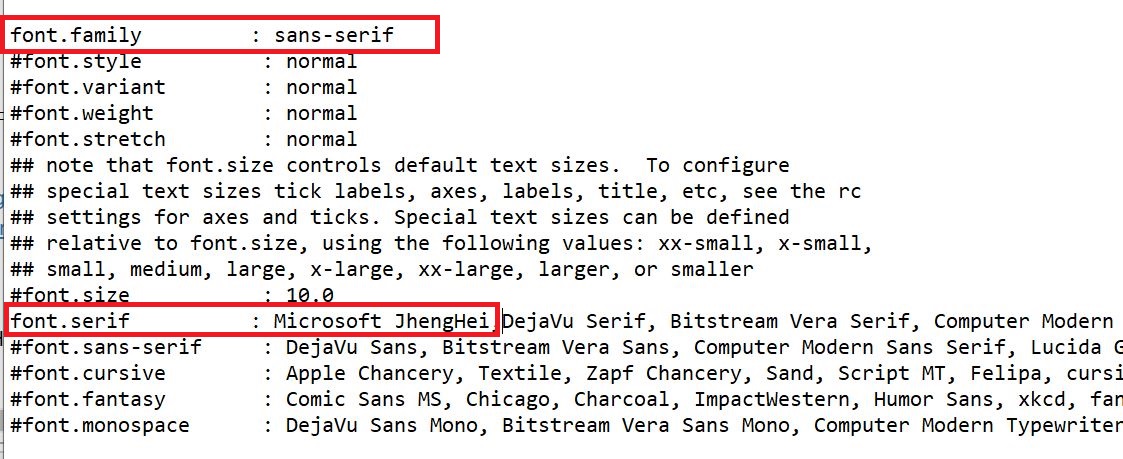 font.family : sans-serif
#font.style : normal
#font.variant : normal
#font.weight : normal
#font.stretch : normal
## note that font.size controls default text sizes. To configure
## special text sizes tick labels, axes, labels, title, etc, see the rc
## settings for axes and ticks. Special text sizes can be defined
## relative to font.size, using the following values: xx-small, x-small,
## small, medium, large, x-large, xx-large, larger, or smaller
#font.size : 10.0
font.serif : Microsoft JhengHei,DejaVu Serif, Bitstream Vera Serif, Computer Modern
#font.sans-serif : DejaVu Sans, Bitstream Vera Sans, Computer Modern Sans Serif, Lucida
#font.cursive : Apple Chancery, Textile, Zapf Chancery, Sand, Script MT, Felipa,
#font.fantasy : Comic Sans MS, Chicago, Charcoal, ImpactWestern, Humor Sans, xkcd,
#font.monospace : DejaVu Sans Mono, Bitstream Vera Sans Mono, Computer Modern Typewriter